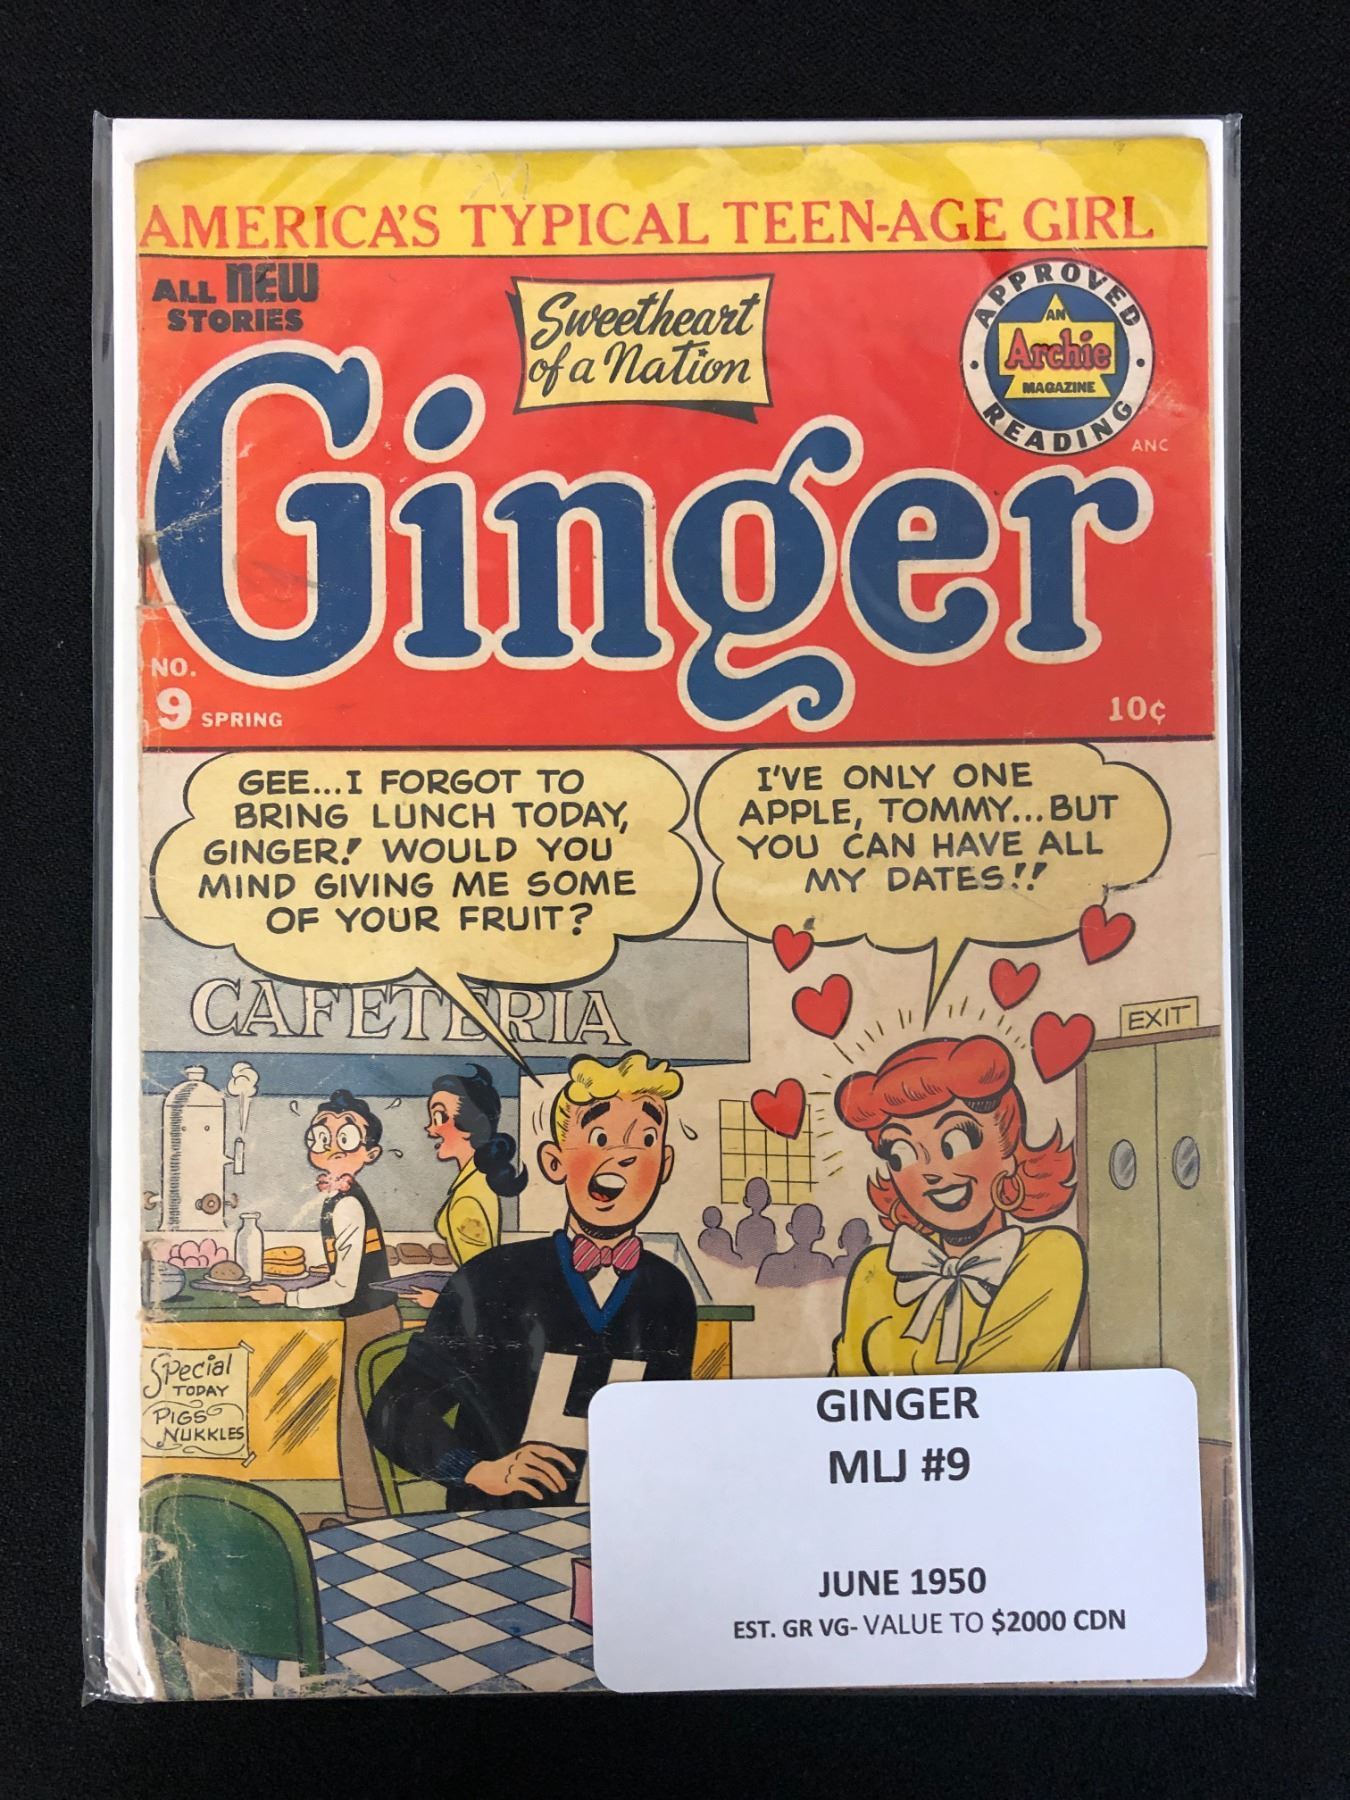 AMERICA'S TYPICAL TEEN-AGE GIRL
ALL NEW
STORIES
Sweetheart
of a Nation
APPROVED
AN
Archie
MAGAZINE
READING
ANC
Ginger
NO.
9 SPRING
10¢
GEE...I FORGOT TO
BRING LUNCH TODAY,
GINGER! WOULD YOU
MIND GIVING ME SOME
OF YOUR FRUIT?
I'VE ONLY ONE
APPLE, TOMMY...BUT
YOU CAN HAVE ALL
MY DATES!!
CAFETERIA
EXIT
Special
TODAY
PIGS
NUKKLES
H
GINGER
MLJ #9
JUNE 1950
EST. GR VG- VALUE TO $2000 CDN